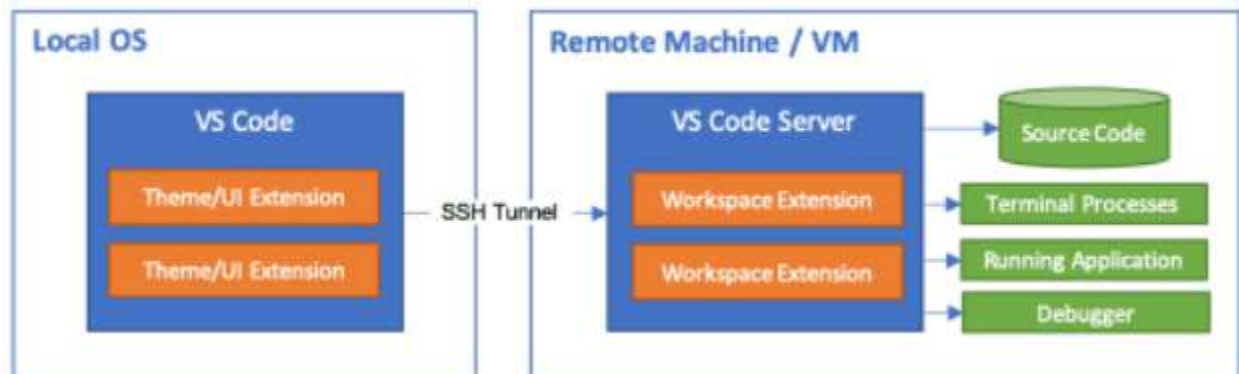 Local OS
Remote Machine / VM
VS Code
VS Code Server
Source Code
Theme/UI Extension
SSH Tunnel
Workspace Extension
Terminal Processes
Theme/UI Extension
Workspace Extension
Running Application
Debugger